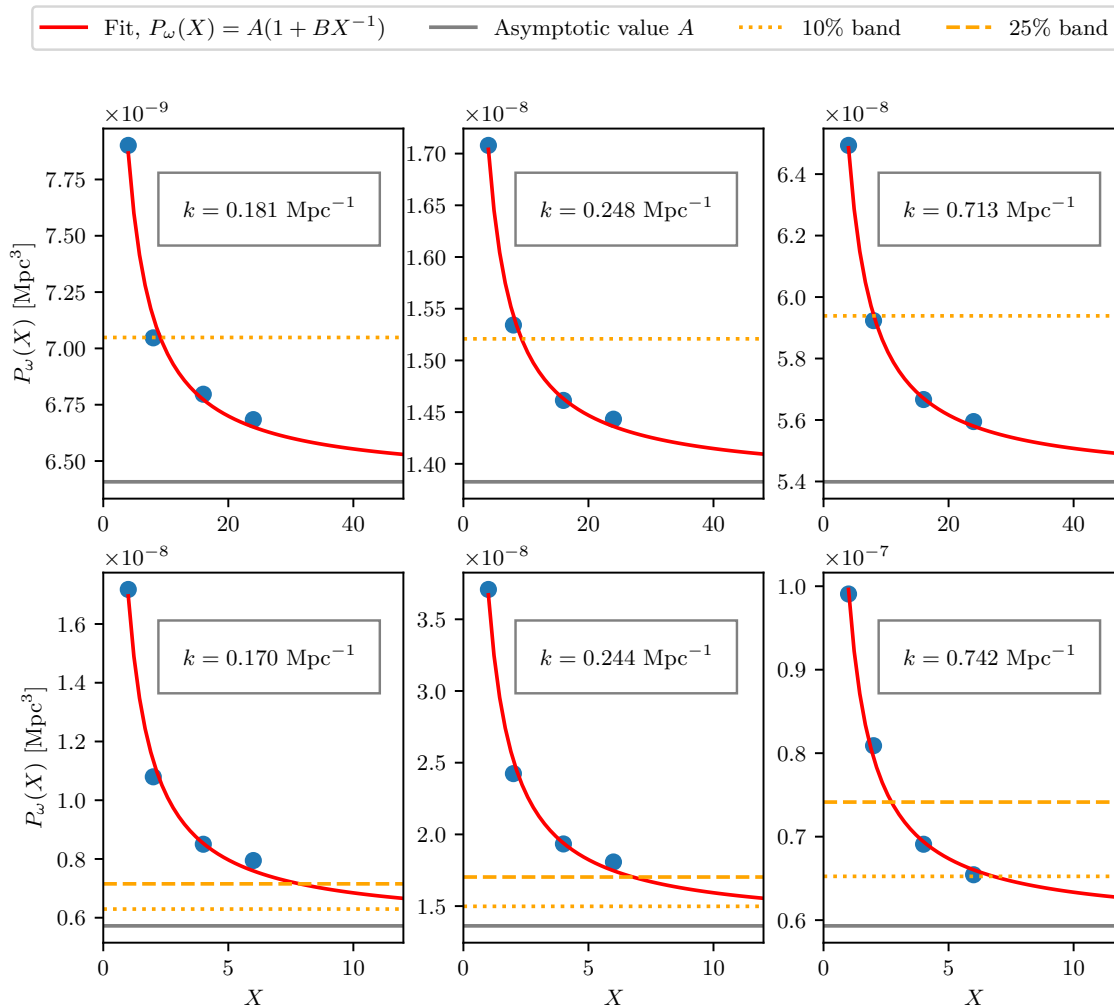 Fit, $P_\omega(X) = A(1 + BX^{-1})$ Asymptotic value $A$ 10% band 25% band
×10⁻⁹ ×10⁻⁸ ×10⁻⁸
$P_\omega(X)$ [Mpc³]
7.75
7.50
7.25
7.00
6.75
6.50
k = 0.181 Mpc⁻¹
0 20 40
1.70
1.65
1.60
1.55
1.50
1.45
1.40
k = 0.248 Mpc⁻¹
0 20 40
6.4
6.2
6.0
5.8
5.6
5.4
k = 0.713 Mpc⁻¹
0 20 40
×10⁻⁸ ×10⁻⁸ ×10⁻⁷
$P_\omega(X)$ [Mpc³]
1.6
1.4
1.2
1.0
0.8
0.6
k = 0.170 Mpc⁻¹
0 5 10
X
3.5
3.0
2.5
2.0
1.5
k = 0.244 Mpc⁻¹
0 5 10
X
1.0
0.9
0.8
0.7
0.6
k = 0.742 Mpc⁻¹
0 5 10
X